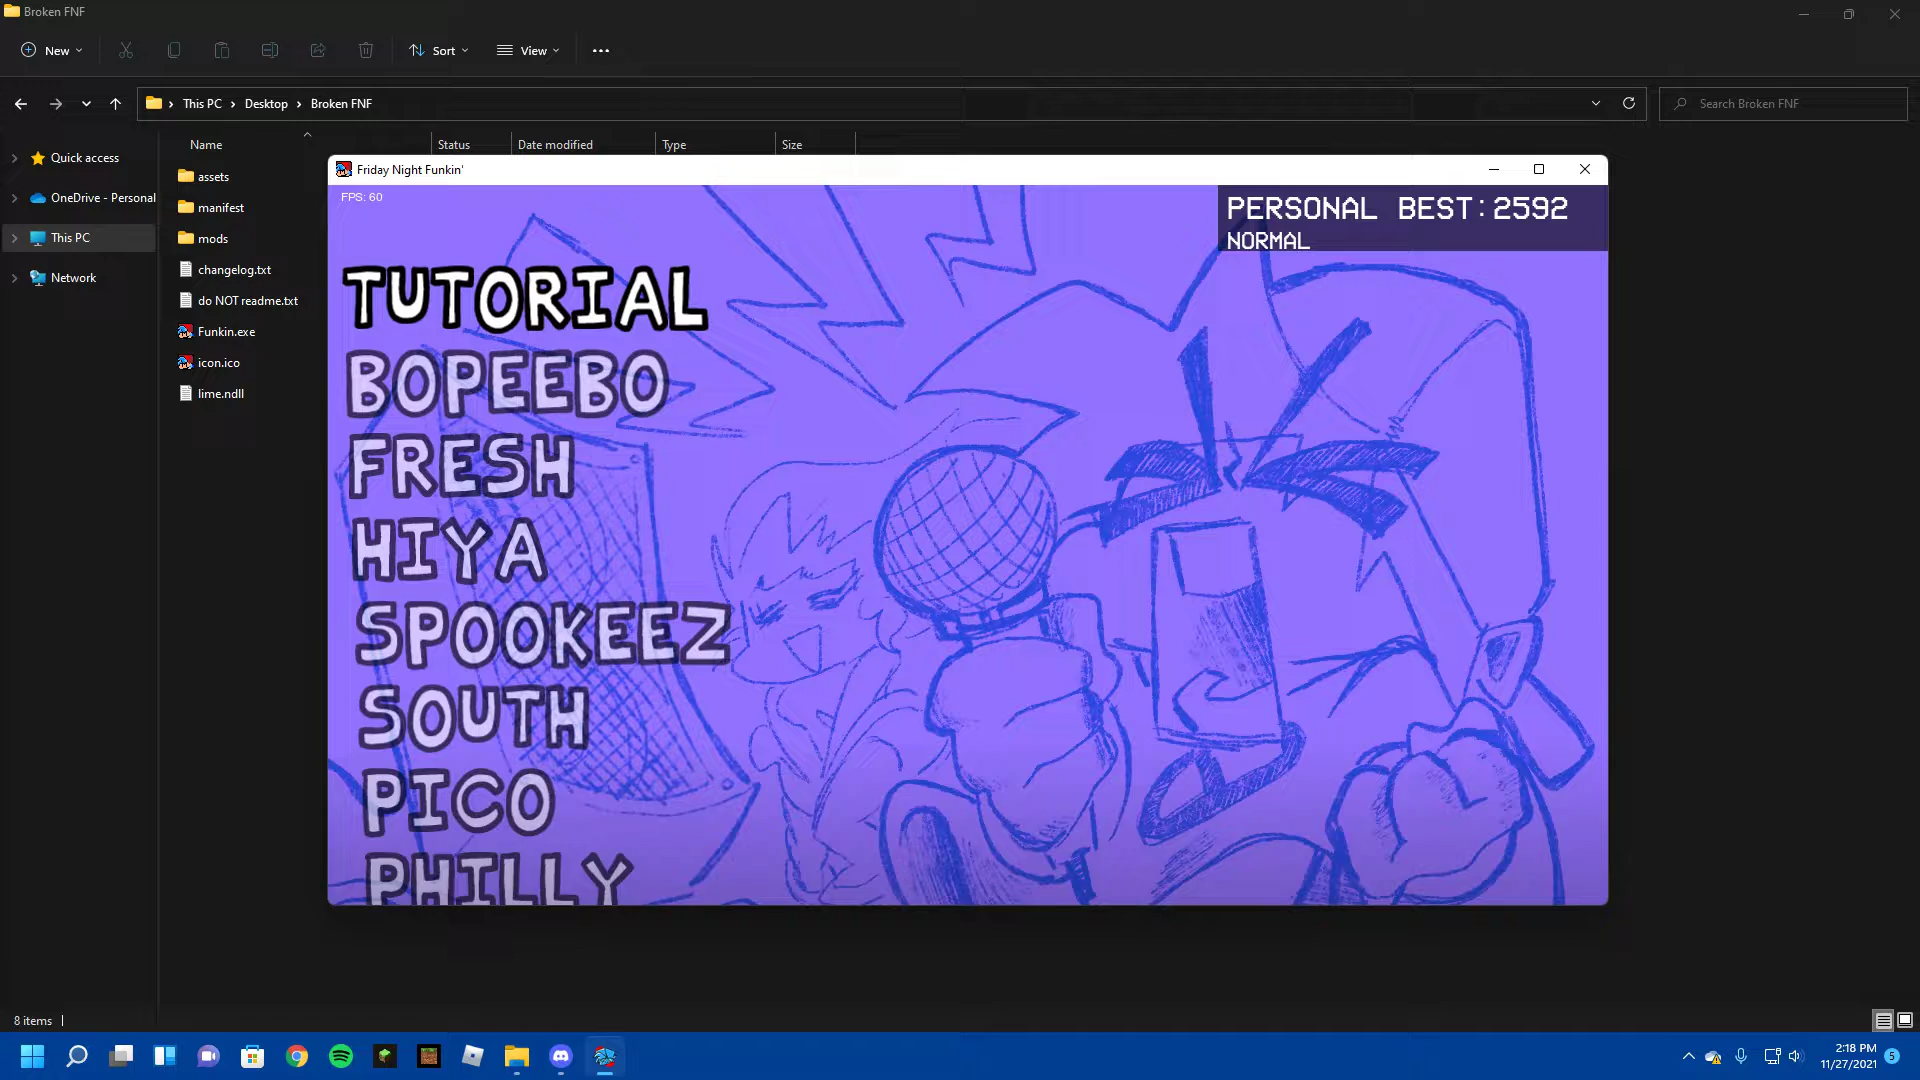 Broken FNF
New
Sort
View
This PC
Desktop
Broken FNF
Search Broken FNF
Name
Status
Date modified
Type
Size
Quick access
OneDrive - Personal
This PC
Network
assets
manifest
mods
changelog.txt
do NOT readme.txt
Funkin.exe
icon.ico
lime.ndll
Friday Night Funkin'
FPS: 60
PERSONAL BEST:2592
NORMAL
TUTORIAL
BOPEEBO
FRESH
HIYA
SPOOKEEZ
SOUTH
PICO
PHILLY
8 items
2:18 PM
11/27/2021
5